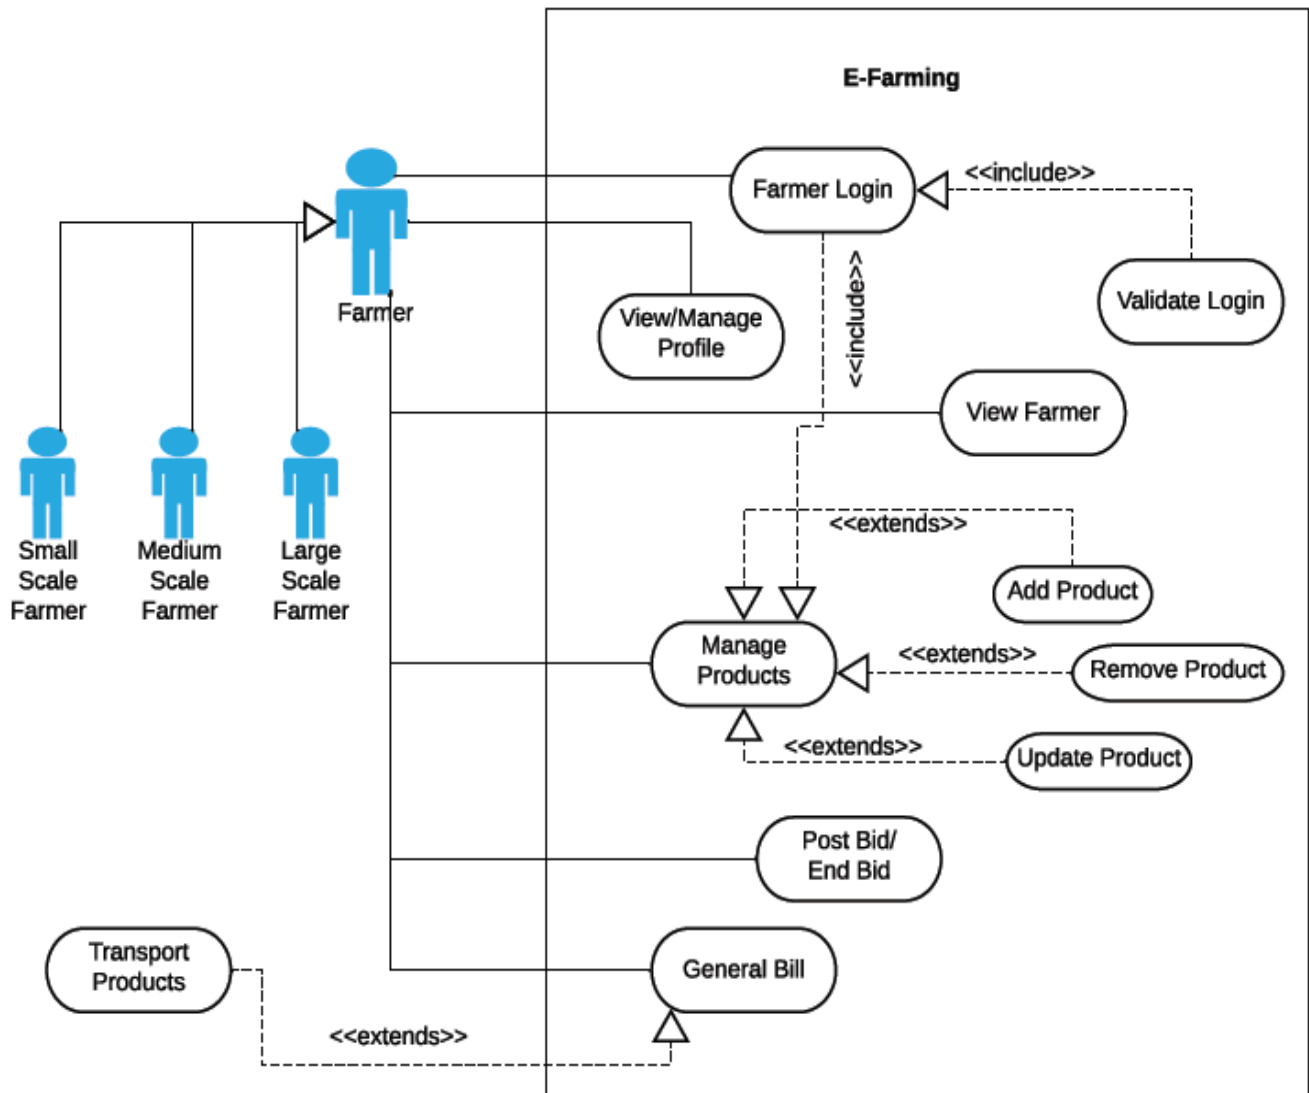 E-Farming
Farmer Login
<<include>>
<<include>>
Validate Login
Farmer
View/Manage
Profile
View Farmer
Small
Scale
Farmer
Medium
Scale
Farmer
Large
Scale
Farmer
<<extends>>
Add Product
Manage
Products
<<extends>>
Remove Product
<<extends>>
Update Product
Post Bid/
End Bid
Transport
Products
General Bill
<<extends>>